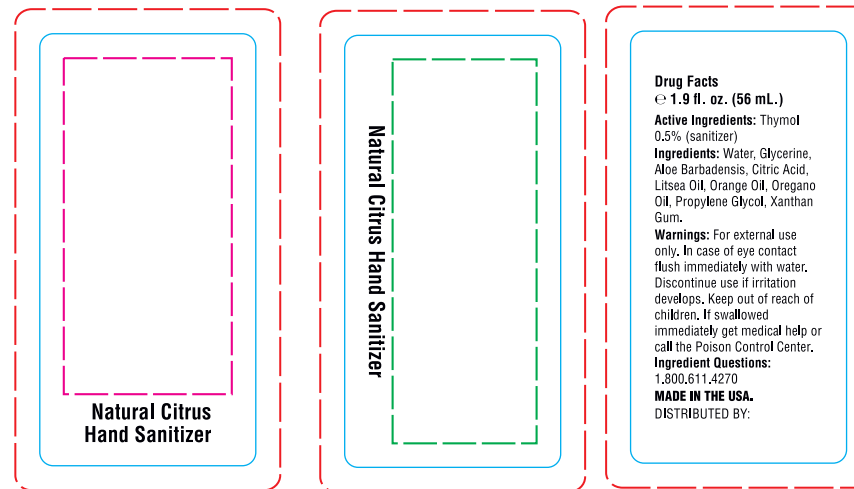 Natural Citrus
Hand Sanitizer
Natural Citrus Hand Sanitizer
Drug Facts
℮ 1.9 fl. oz. (56 mL.)
Active Ingredients: Thymol
0.5% (sanitizer)
Ingredients: Water, Glycerine,
Aloe Barbadensis, Citric Acid,
Litsea Oil, Orange Oil, Oregano
Oil, Propylene Glycol, Xanthan
Gum.
Warnings: For external use
only. In case of eye contact
flush immediately with water.
Discontinue use if irritation
develops. Keep out of reach of
children. If swallowed
immediately get medical help or
call the Poison Control Center.
Ingredient Questions:
1.800.611.4270
MADE IN THE USA.
DISTRIBUTED BY: